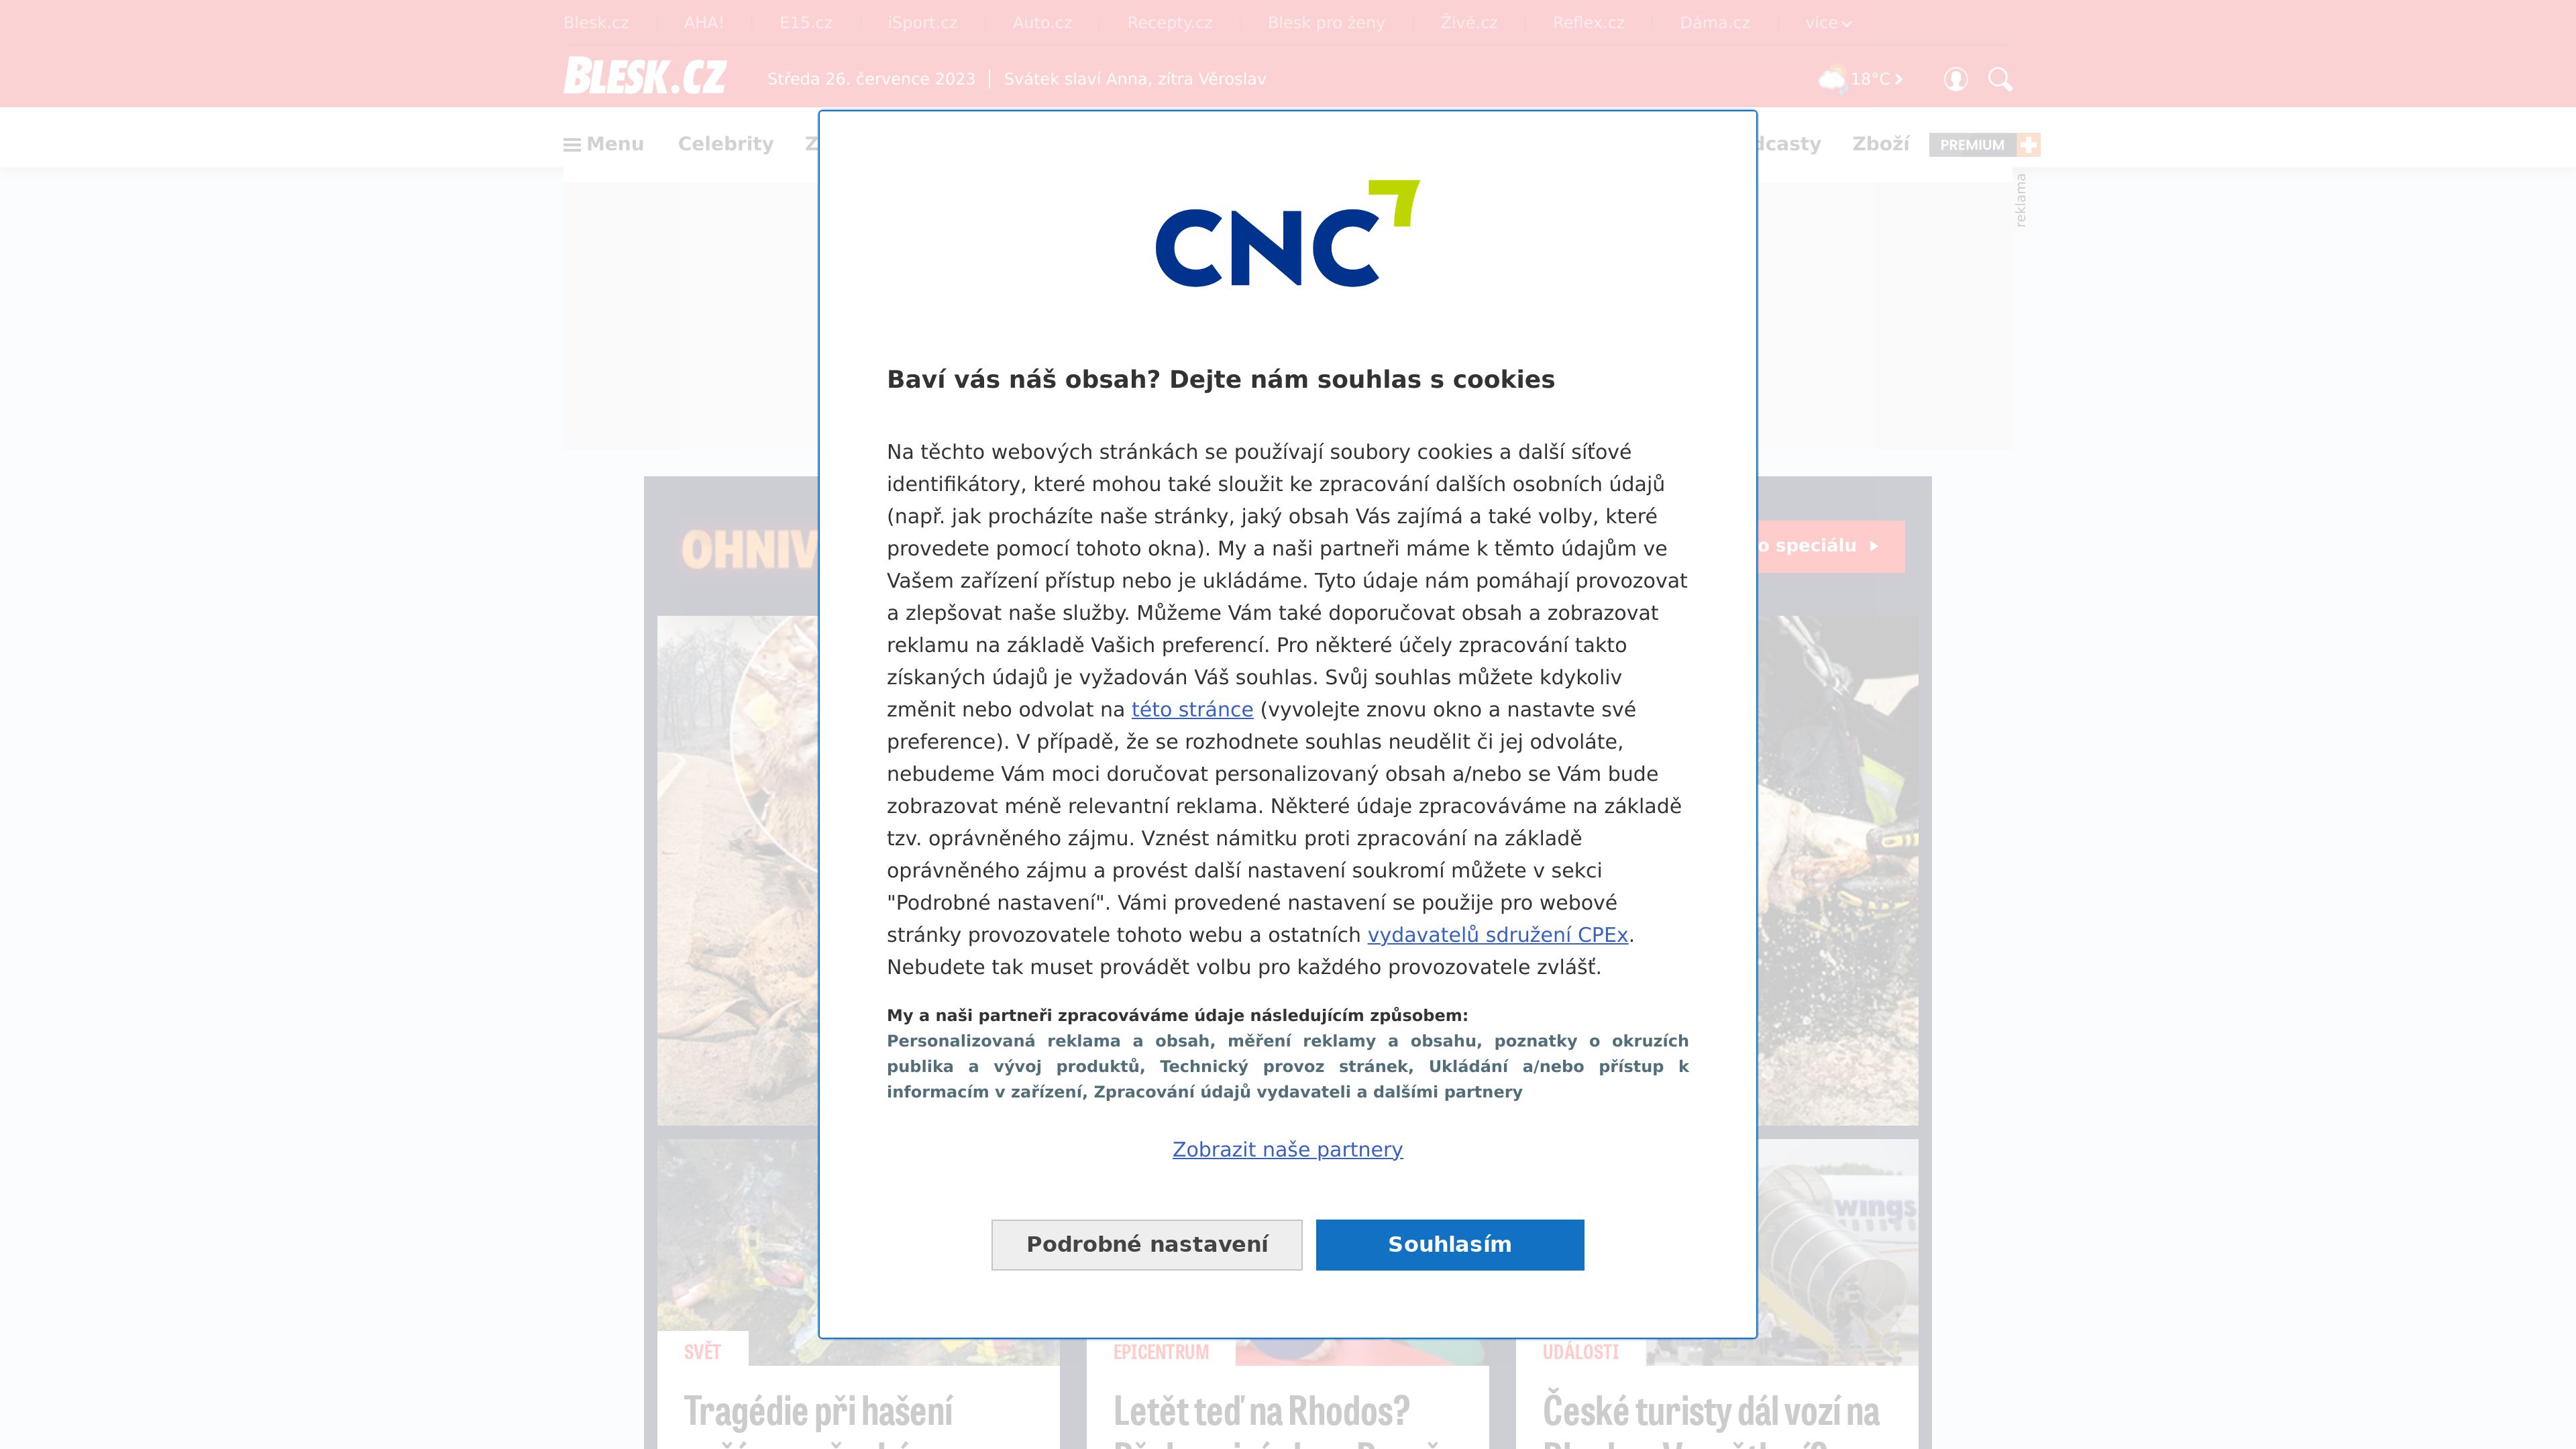 Blesk.cz AHA! E15.cz iSport.cz Auto.cz Recepty.cz Blesk pro ženy Živě.cz Reflex.cz Dáma.cz více
BLESK.CZ Středa 26. července 2023 | Svátek slaví Anna, zítra Věroslav 18°C
Menu Celebrity Zboží PREMIUM
reklama
CNC
Baví vás náš obsah? Dejte nám souhlas s cookies
Na těchto webových stránkách se používají soubory cookies a další síťové
identifikátory, které mohou také sloužit ke zpracování dalších osobních údajů
(např. jak procházíte naše stránky, jaký obsah Vás zajímá a také volby, které
provedete pomocí tohoto okna). My a naši partneři máme k těmto údajům ve
Vašem zařízení přístup nebo je ukládáme. Tyto údaje nám pomáhají provozovat
a zlepšovat naše služby. Můžeme Vám také doporučovat obsah a zobrazovat
reklamu na základě Vašich preferencí. Pro některé účely zpracování takto
získaných údajů je vyžadován Váš souhlas. Svůj souhlas můžete kdykoliv
změnit nebo odvolat na této stránce (vyvolejte znovu okno a nastavte své
preference). V případě, že se rozhodnete souhlas neudělit či jej odvoláte,
nebudeme Vám moci doručovat personalizovaný obsah a/nebo se Vám bude
zobrazovat méně relevantní reklama. Některé údaje zpracováváme na základě
tzv. oprávněného zájmu. Vznést námitku proti zpracování na základě
oprávněného zájmu a provést další nastavení soukromí můžete v sekci
"Podrobné nastavení". Vámi provedené nastavení se použije pro webové
stránky provozovatele tohoto webu a ostatních vydavatelů sdružení CPEx.
Nebudete tak muset provádět volbu pro každého provozovatele zvlášť.
My a naši partneři zpracováváme údaje následujícím způsobem:
Personalizovaná reklama a obsah, měření reklamy a obsahu, poznatky o okruzích
publika a vývoj produktů, Technický provoz stránek, Ukládání a/nebo přístup k
informacím v zařízení, Zpracování údajů vydavateli a dalšími partnery
Zobrazit naše partnery
Podrobné nastavení Souhlasím
OHNIV
o speciálu
wings
SVĚT
Tragédie při hašení
EPICENTRUM
Letět teď na Rhodos?
UDÁLOSTI
České turisty dál vozí na